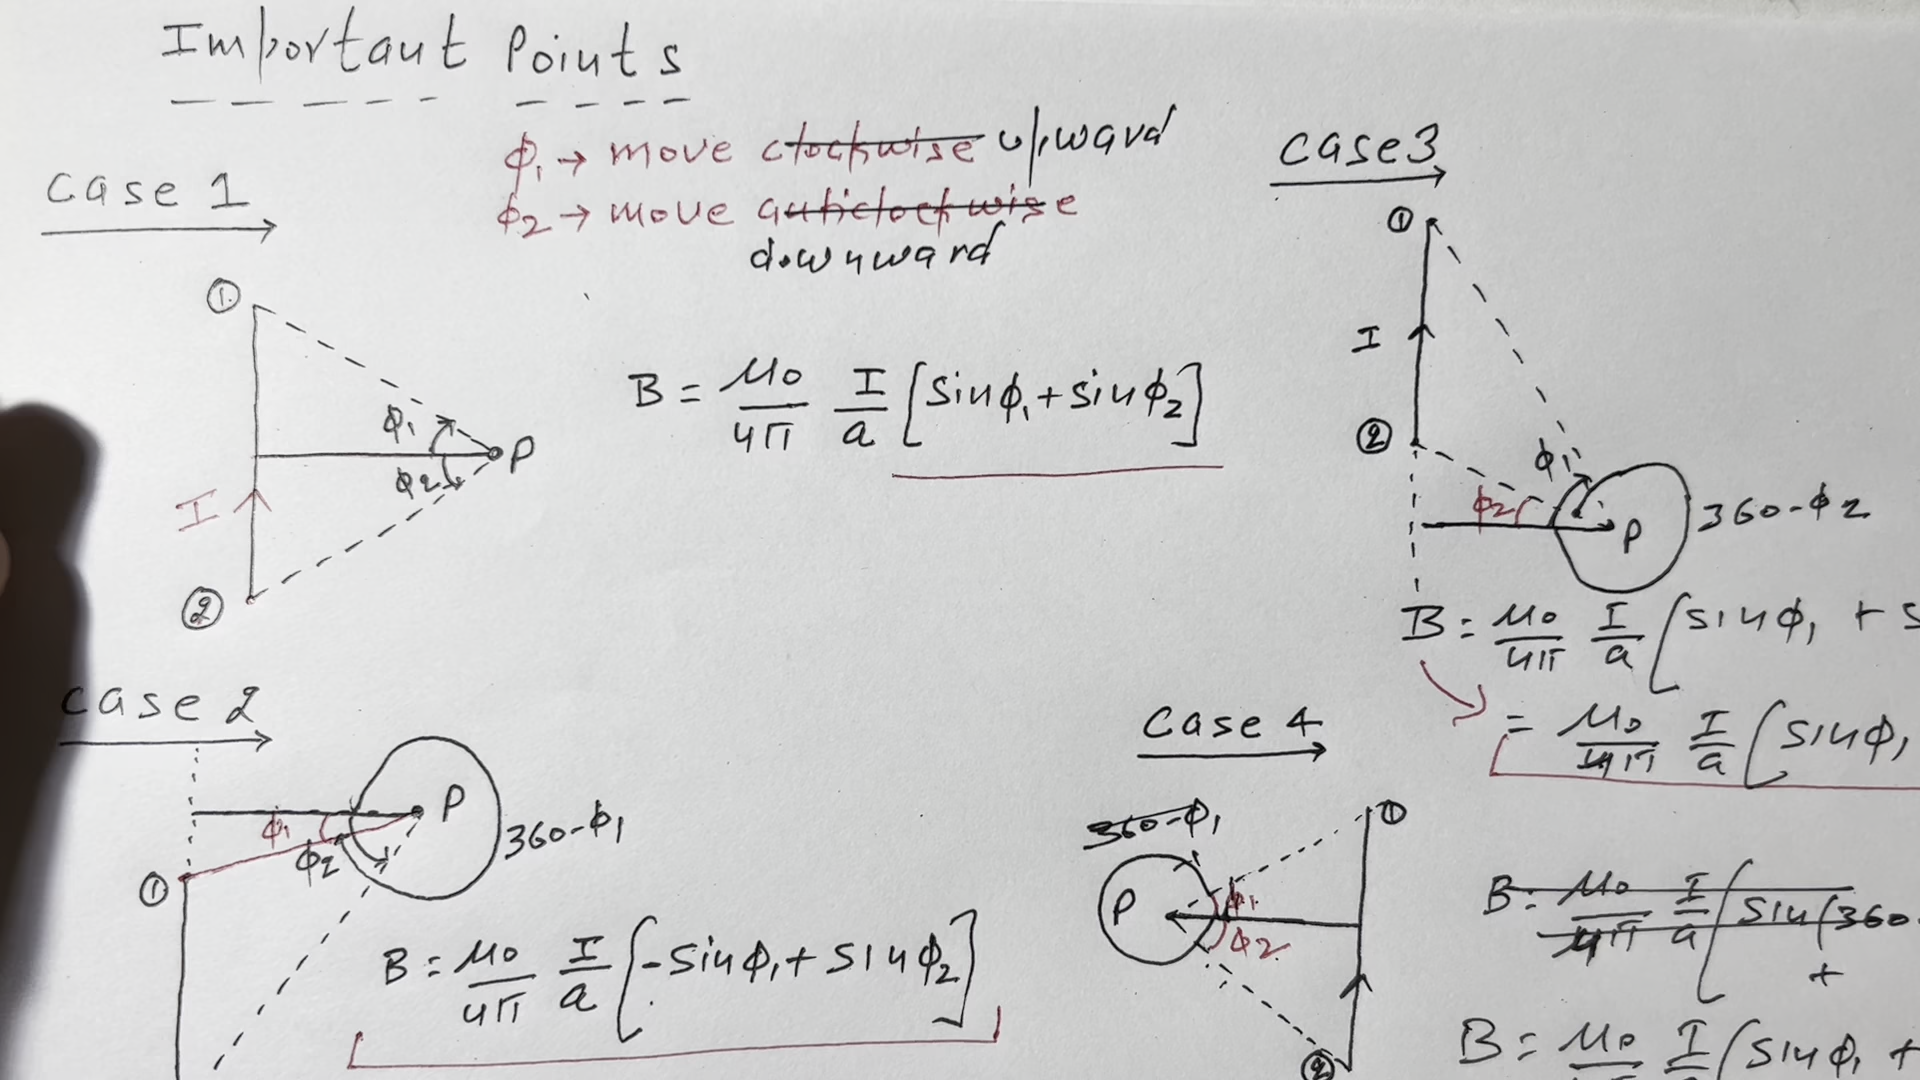 Important Points
ϕ₁ → move clockwise upward
ϕ₂ → move anticlockwise
downward
Case 1
①
ϕ₁
P
ϕ₂
I
②
B = μ₀/4π I/a [sinϕ₁ + sinϕ₂]
Case 2
P
ϕ₁
ϕ₂
360-ϕ₁
①
B = μ₀/4π I/a [-sinϕ₁ + sinϕ₂]
Case 3
①
I
②
ϕ₁
ϕ₂
P
360-ϕ₂
B = μ₀/4π I/a (sinϕ₁ + s
= μ₀/4π I/a (sinϕ₁
Case 4
360-ϕ₁
①
P
ϕ₁
ϕ₂
②
B = μ₀/4π I/a (sin(360-
+
B = μ₀/4π I/a (sinϕ₁ +